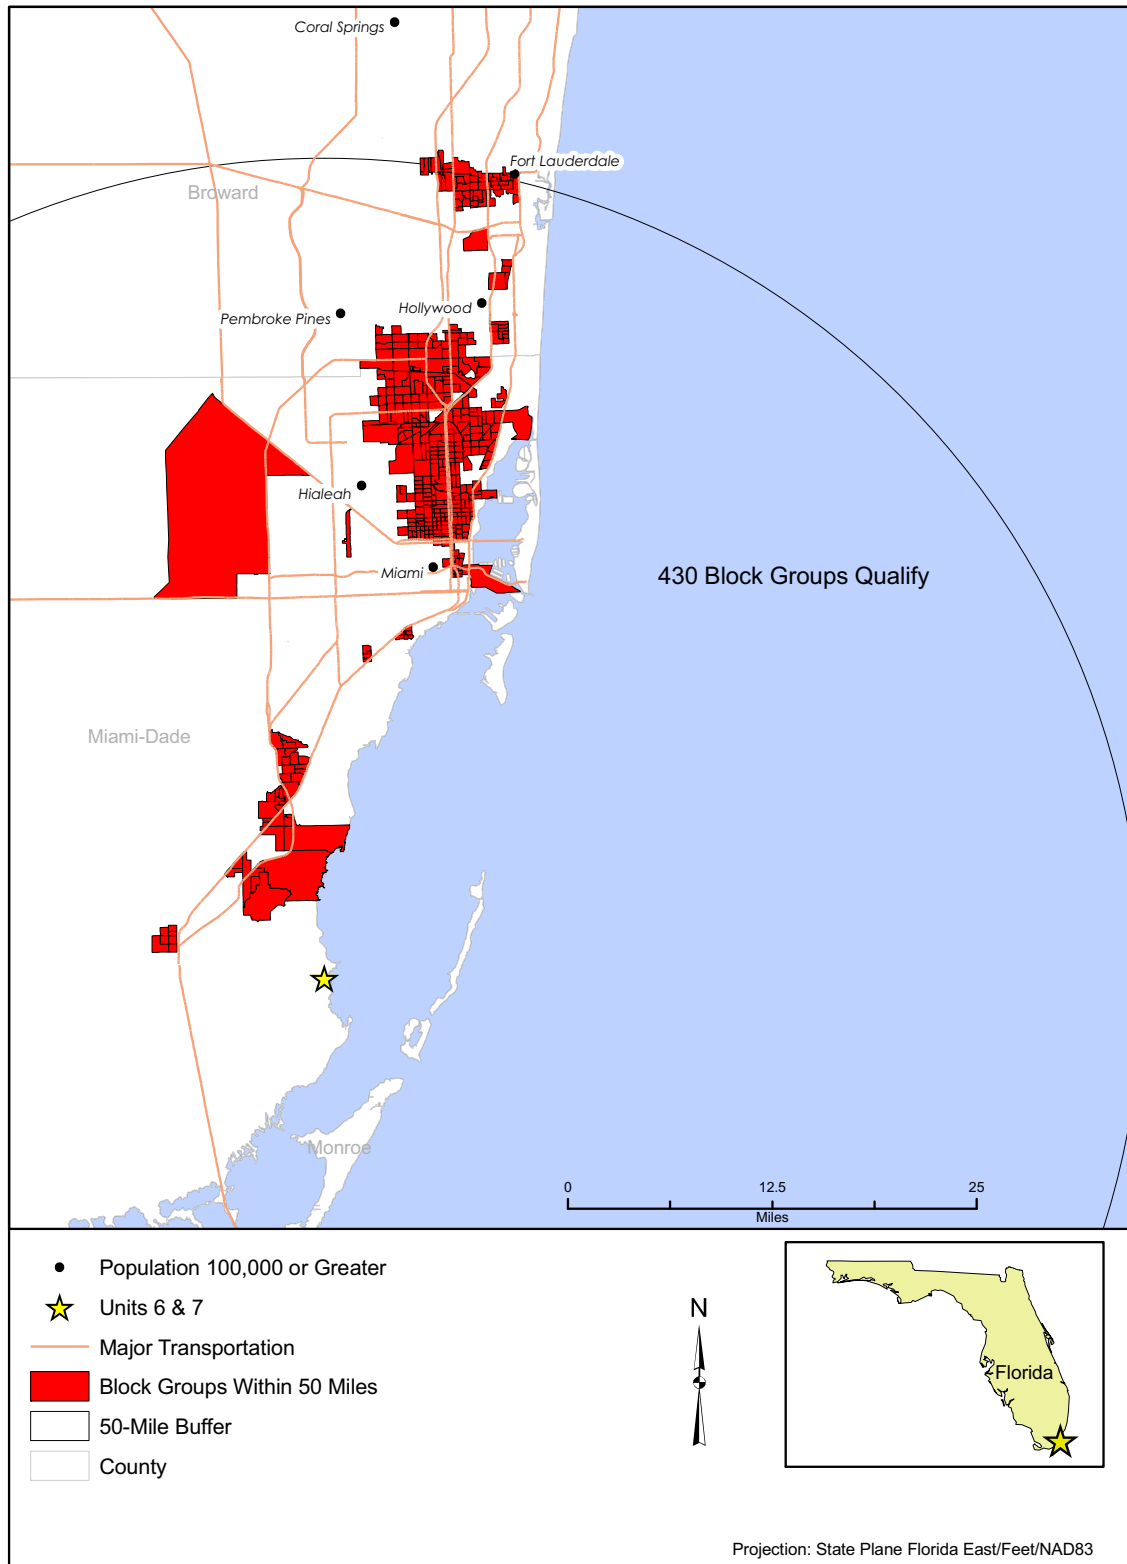 Coral Springs
Fort Lauderdale
Broward
Hollywood
Pembroke Pines
Hialeah
Miami
430 Block Groups Qualify
Miami-Dade
Monroe
0 12.5 25
Miles
Population 100,000 or Greater
Units 6 & 7
Major Transportation
Block Groups Within 50 Miles
50-Mile Buffer
County
N
Florida
Projection: State Plane Florida East/Feet/NAD83